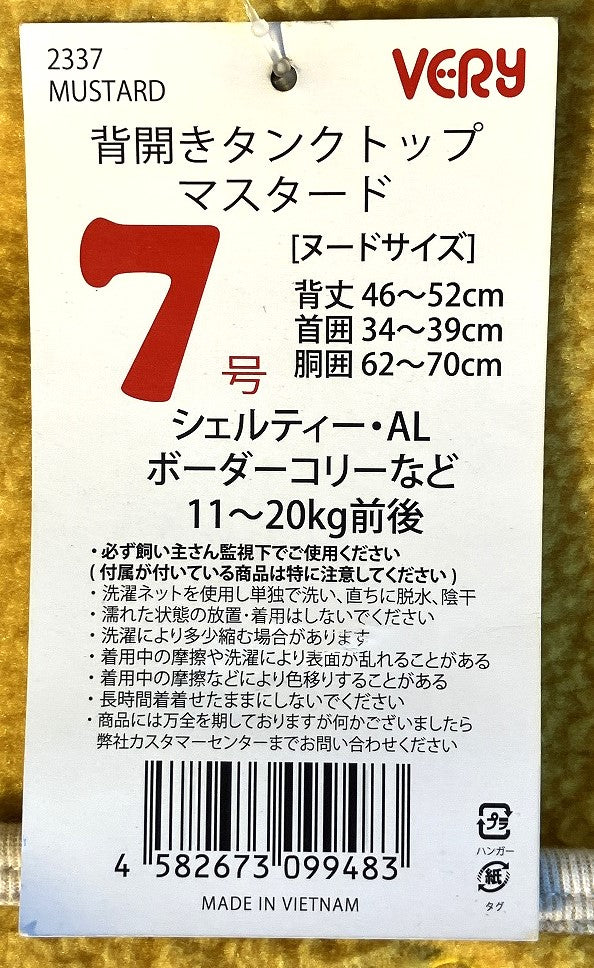 2337
MUSTARD
VERY
背開きタンクトップ
マスタード
7号
[ヌードサイズ]
背丈 46〜52cm
首囲 34〜39cm
胴囲 62〜70cm
シェルティー・AL
ボーダーコリーなど
11〜20kg前後
・必ず飼い主さん監視下でご使用ください
(付属が付いている商品は特に注意してください)
・洗濯ネットを使用し単独で洗い、直ちに脱水、陰干
・濡れた状態の放置・着用はしないでください
・洗濯により多少縮む場合があります
・着用中の摩擦や洗濯により表面が乱れることがある
・着用中の摩擦などにより色移りすることがある
・長時間着着せたままにしないでください
・商品には万全を期しておりますが何かございましたら
弊社カスタマーセンターまでお問い合わせください
4 582673 099483
MADE IN VIETNAM
プラ
ハンガー
紙
タグ